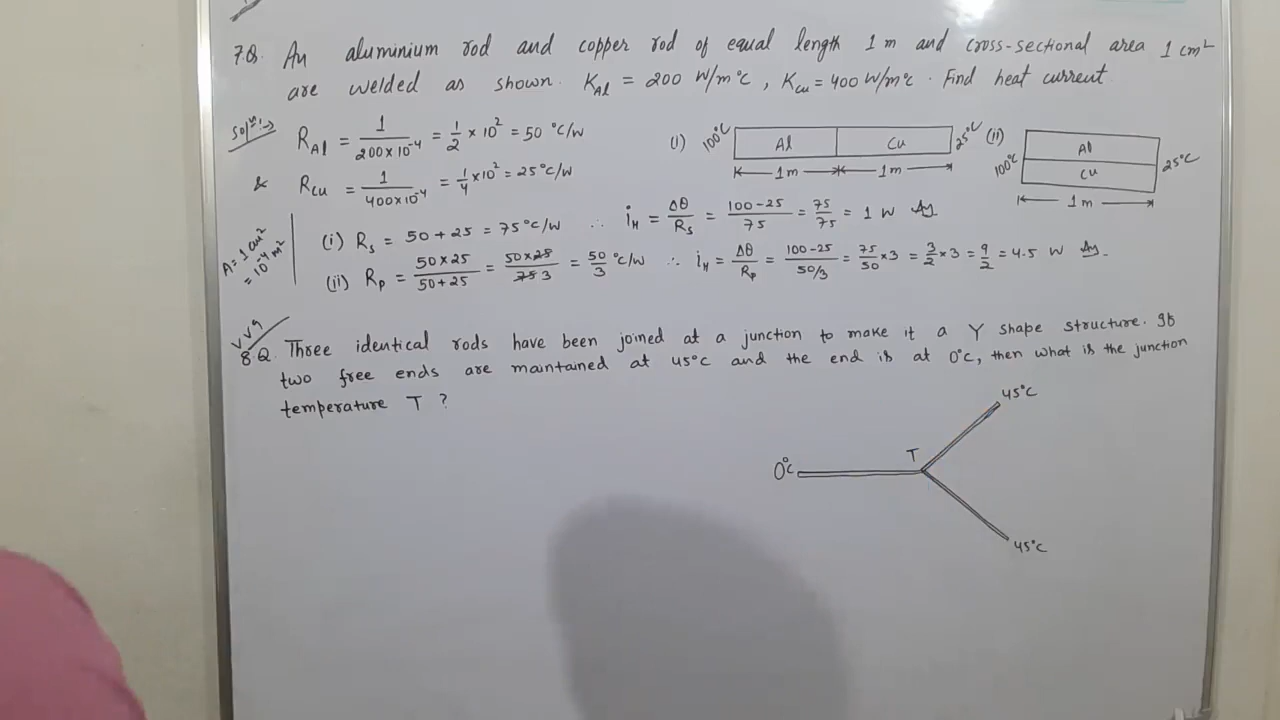 7.Q. An aluminium rod and copper rod of equal length 1 m and cross-sectional area 1 cm²
are welded as shown. K_Al = 200 W/m°C, K_Cu = 400 W/m°C. Find heat current.
Solⁿ:→ R_Al = 1/(200×10⁻⁴) = 1/2 × 10² = 50 °C/W
& R_Cu = 1/(400×10⁻⁴) = 1/4 × 10² = 25 °C/W
(i) 100°C Al Cu 25°C
1 m 1 m
(ii) 100°C Al 25°C
Cu
1 m
A = 1 cm²
= 10⁻⁴ m²
(i) R_s = 50 + 25 = 75 °C/W ∴ i_H = Δθ/R_s = (100-25)/75 = 75/75 = 1 W
(ii) R_p = (50×25)/(50+25) = (50×25)/(75 3) = 50/3 °C/W ∴ i_H = Δθ/R_p = (100-25)/(50/3) = 75/50 × 3 = 3/2 × 3 = 9/2 = 4.5 W
8.Q. Three identical rods have been joined at a junction to make it a Y shape structure. If
two free ends are maintained at 45°C and the end is at 0°C, then what is the junction
temperature T ?
45°C
T
0°C
45°C